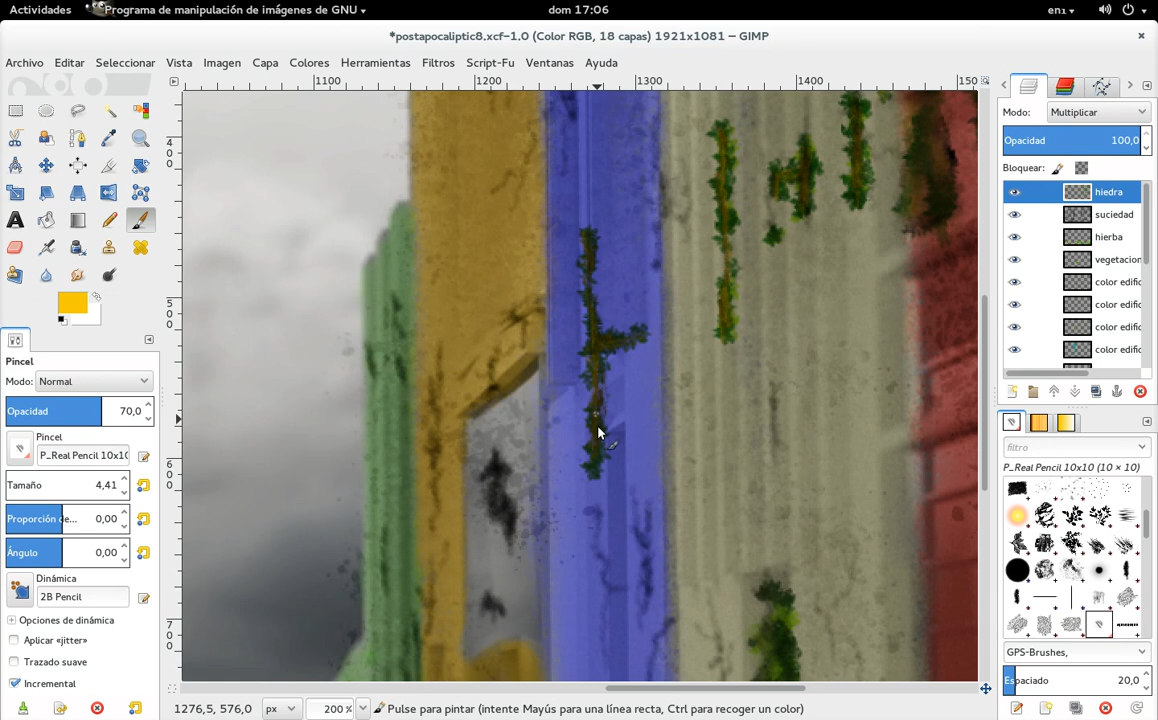 Actividades Programa de manipulación de imágenes de GNU dom 17:06 en₁
*postapocaliptic8.xcf-1.0 (Color RGB, 18 capas) 1921x1081 – GIMP
Archivo Editar Seleccionar Vista Imagen Capa Colores Herramientas Filtros Script-Fu Ventanas Ayuda
1100 1200 1300 1400 150
400
500
600
700
Pincel
Modo: Normal
Opacidad 70,0
Pincel
P_Real Pencil 10x1(
Tamaño 4,41
Proporción de... 0,00
Ángulo 0,00
Dinámica
2B Pencil
Opciones de dinámica
Aplicar «jitter»
Trazado suave
Incremental
1276,5, 576,0 px 200 % Pulse para pintar (intente Mayús para una línea recta, Ctrl para recoger un color)
Modo: Multiplicar
Opacidad 100,0
Bloquear:
hiedra
suciedad
hierba
vegetacion
color edific
color edific
color edific
color edific
filtro
P_Real Pencil 10x10 (10 × 10)
GPS-Brushes,
Espaciado 20,0